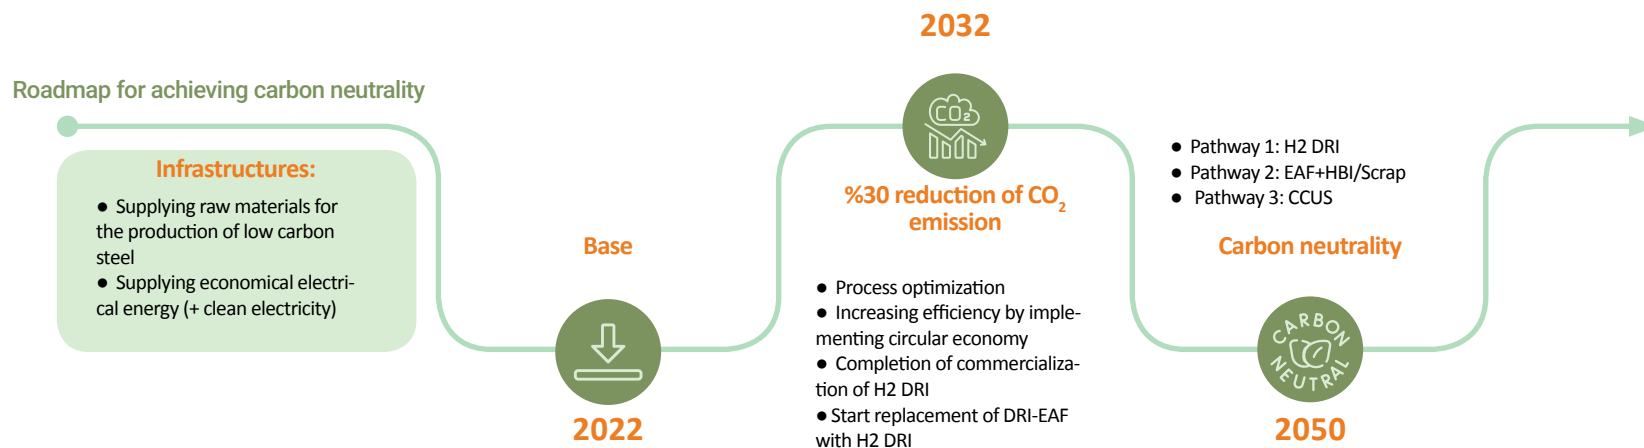 Roadmap for achieving carbon neutrality
Infrastructures:
● Supplying raw materials for
the production of low carbon
steel
● Supplying economical electri-
cal energy (+ clean electricity)
Base
2022
2032
CO₂
%30 reduction of CO₂
emission
● Process optimization
● Increasing efficiency by imple-
menting circular economy
● Completion of commercializa-
tion of H2 DRI
● Start replacement of DRI-EAF
with H2 DRI
● Pathway 1: H2 DRI
● Pathway 2: EAF+HBI/Scrap
● Pathway 3: CCUS
Carbon neutrality
CARBON
NEUTRAL
2050